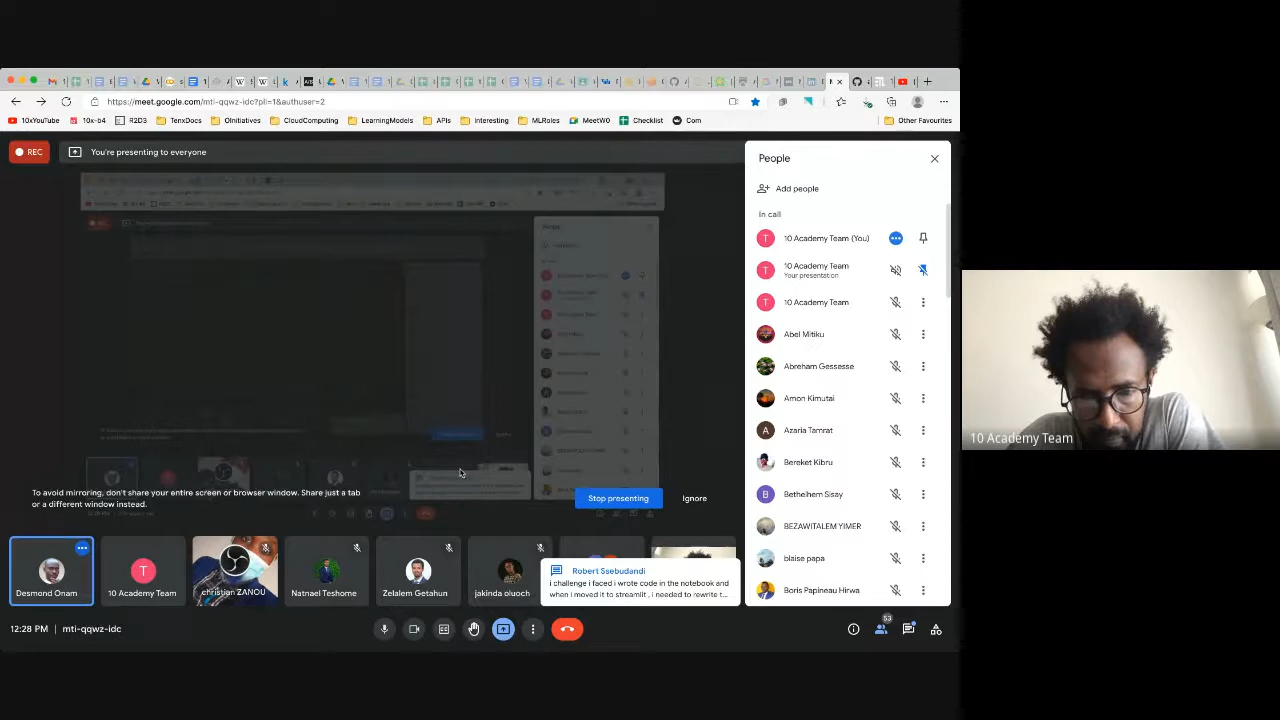 https://meet.google.com/mti-qqwz-idc?pli=1&authuser=2
10xYouTube
10x-b4
R2D3
TenxDocs
OInitiatives
CloudComputing
LearningModels
APIs
Interesting
MLRoles
MeetW0
Checklist
Com
Other Favourites
REC
You're presenting to everyone
People
Add people
In call
10 Academy Team (You)
10 Academy Team
Your presentation
10 Academy Team
Abel Mitiku
Abreham Gessesse
Amon Kimutai
Azaria Tamrat
Bereket Kibru
Bethelhem Sisay
BEZAWITALEM YIMER
blaise papa
Boris Papineau Hirwa
10 Academy Team
To avoid mirroring, don't share your entire screen or browser window. Share just a tab
or a different window instead.
Stop presenting
Ignore
Desmond Onam
10 Academy Team
christian ZANOU
Natnael Teshome
Zelalem Getahun
jakinda oluoch
Robert Ssebudandi
i challenge i faced i wrote code in the notebook and
when i moved it to streamlit , i needed to rewrite t...
12:28 PM | mti-qqwz-idc
53